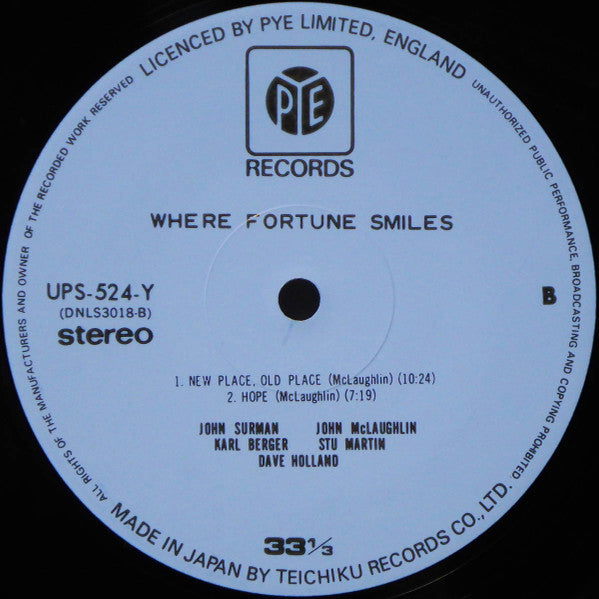 LICENCED BY PYE LIMITED, ENGLAND
PYE
RECORDS
WHERE FORTUNE SMILES
UPS-524-Y
(DNLS3018-B)
stereo
B
1. NEW PLACE, OLD PLACE (McLaughlin) (10:24)
2. HOPE (McLaughlin) (7:19)
JOHN SURMAN JOHN McLAUGHLIN
KARL BERGER STU MARTIN
DAVE HOLLAND
33 1/3
ALL RIGHTS OF THE MANUFACTURERS AND OWNER OF THE RECORDED WORK RESERVED
UNAUTHORIZED PUBLIC PERFORMANCE, BROADCASTING AND COPYING PROHIBITED.
MADE IN JAPAN BY TEICHIKU RECORDS CO., LTD.